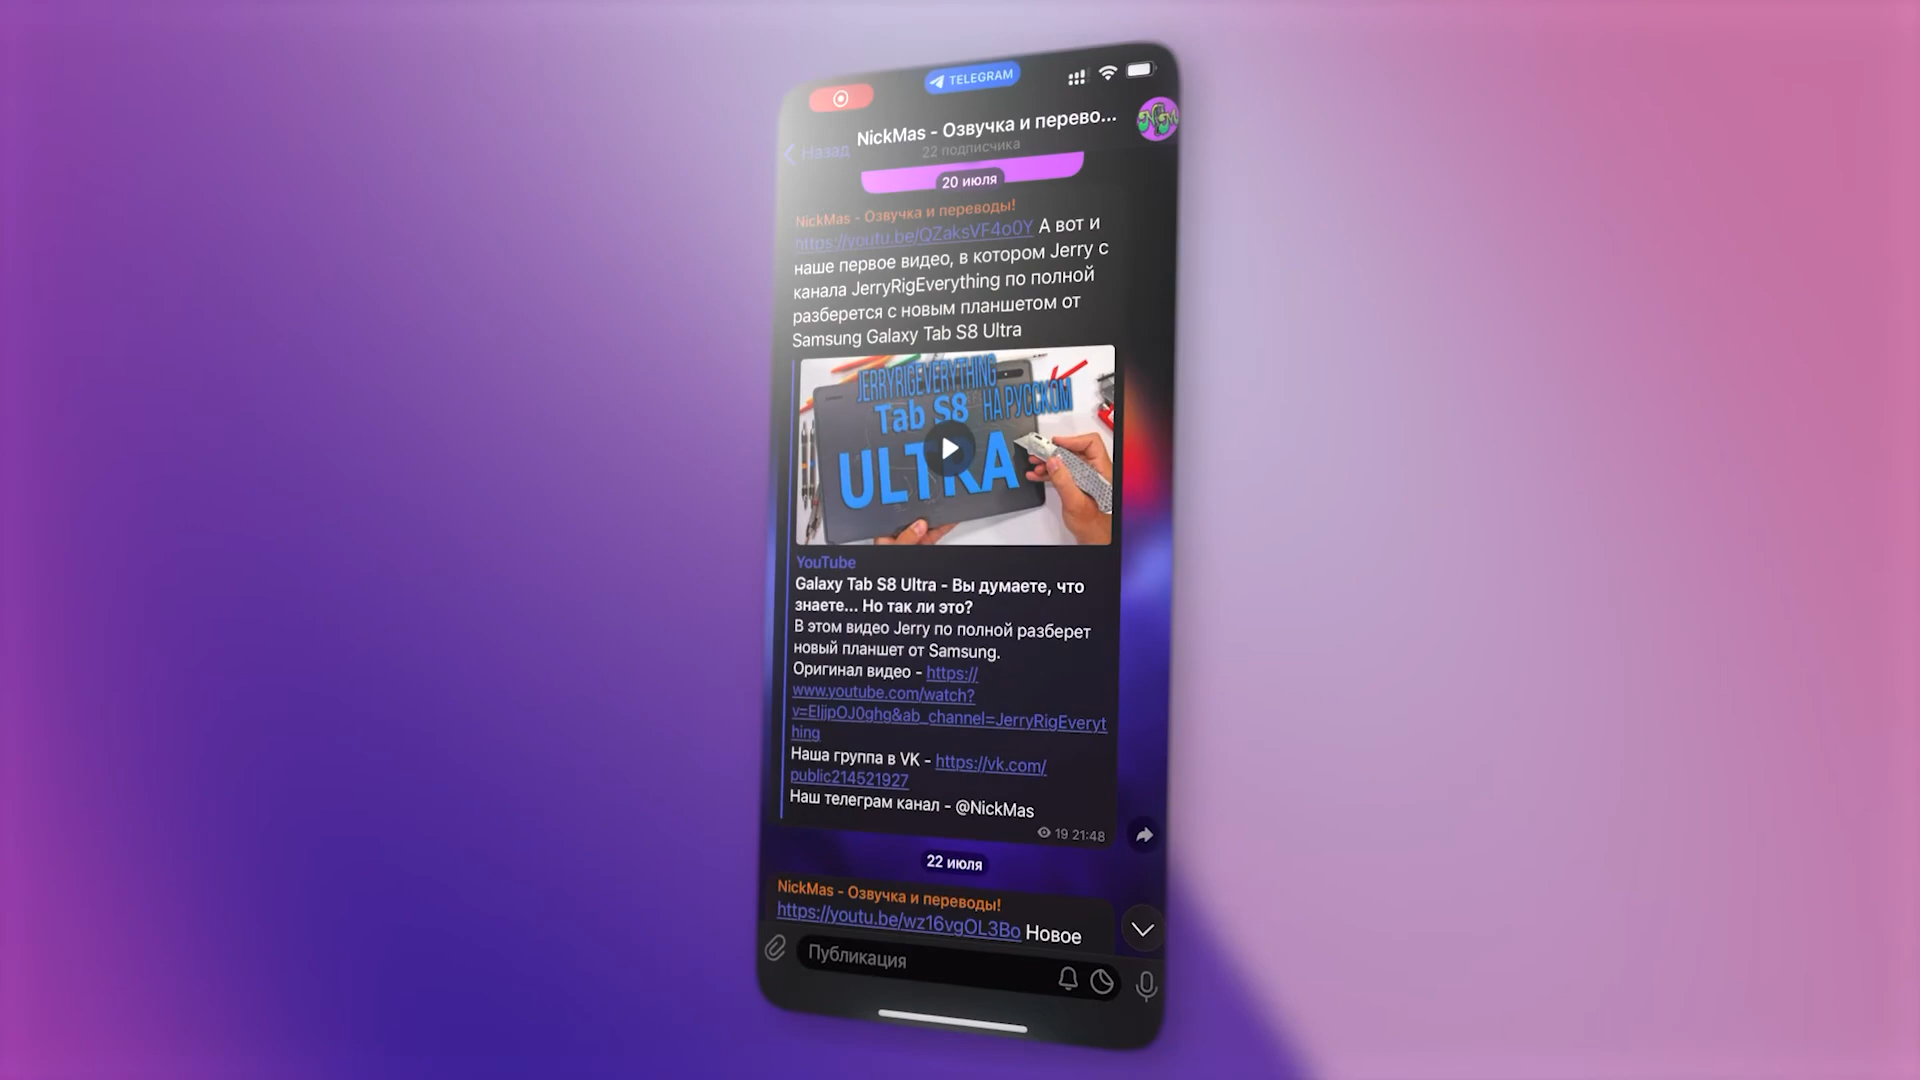 TELEGRAM
Назад
NickMas - Озвучка и перево...
22 подписчика
20 июля
NickMas - Озвучка и переводы!
https://youtu.be/QZaksVF4o0Y А вот и
наше первое видео, в котором Jerry с
канала JerryRigEverything по полной
разберется с новым планшетом от
Samsung Galaxy Tab S8 Ultra
JERRYRIGEVERYTHING
Tab S8 НА РУССКОМ
ULTRA
YouTube
Galaxy Tab S8 Ultra - Вы думаете, что
знаете... Но так ли это?
В этом видео Jerry по полной разберет
новый планшет от Samsung.
Оригинал видео - https://
www.youtube.com/watch?
v=EIjjpOJ0ghg&ab_channel=JerryRigEveryt
hing
Наша группа в VK - https://vk.com/
public214521927
Наш телеграм канал - @NickMas
19 21:48
22 июля
NickMas - Озвучка и переводы!
https://youtu.be/wz16vgOL3Bo Новое
Публикация